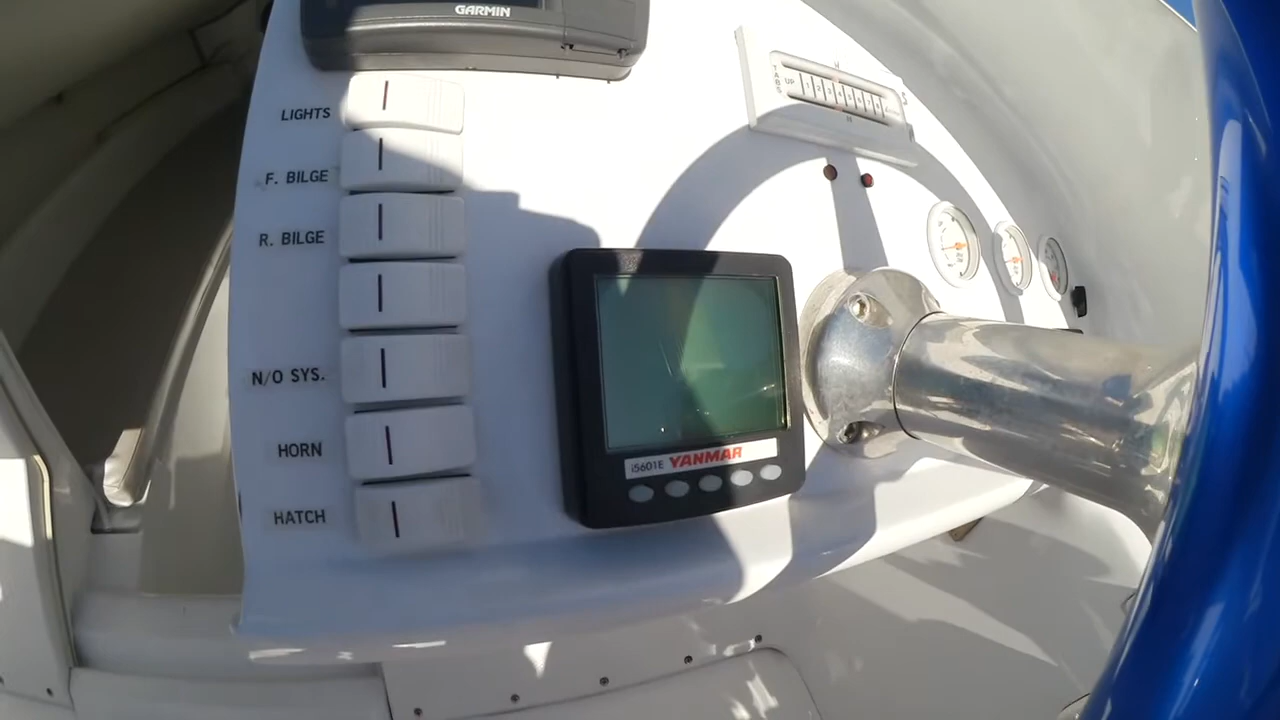 GARMIN
LIGHTS
F. BILGE
R. BILGE
N/O SYS.
HORN
HATCH
TABS
UP
i5601E YANMAR